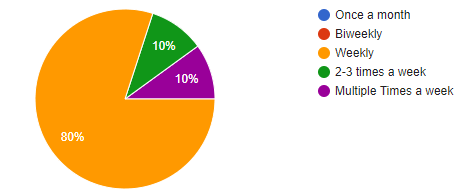 Once a month
Biweekly
Weekly
2-3 times a week
Multiple Times a week
10%
10%
80%